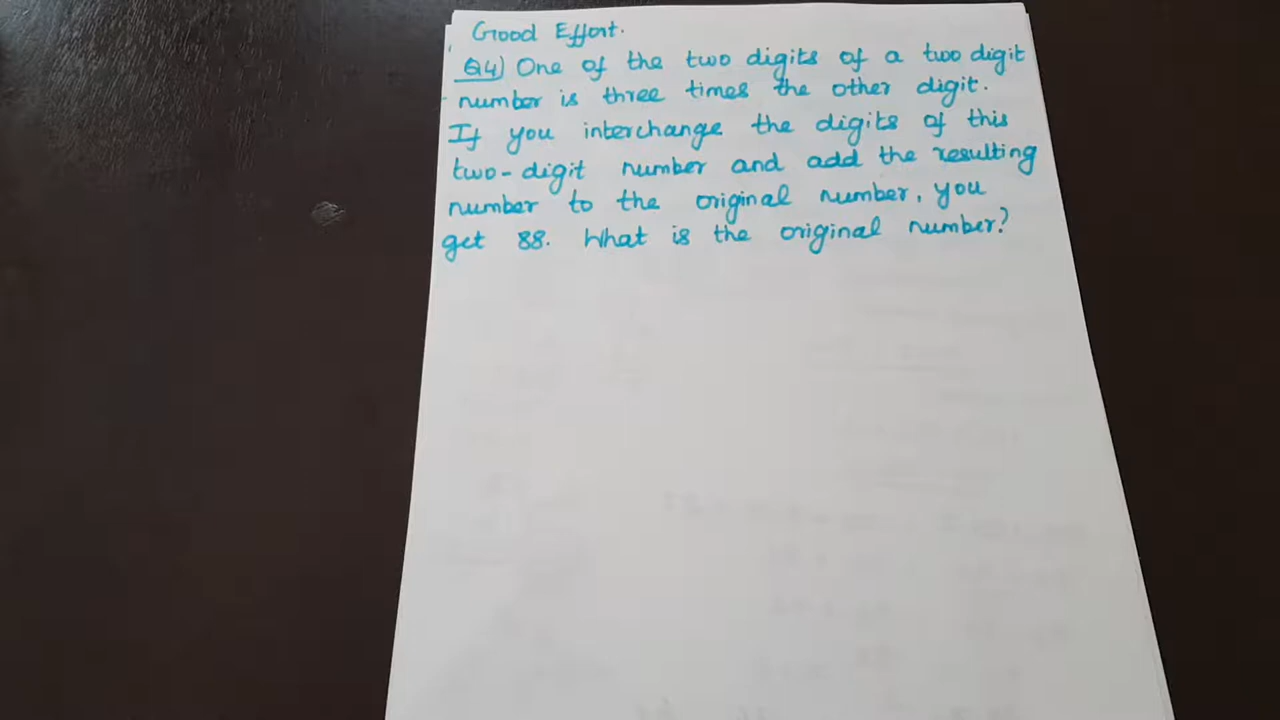 Good Effort.
Q4) One of the two digits of a two digit
number is three times the other digit.
If you interchange the digits of this
two-digit number and add the resulting
number to the original number, you
get 88. What is the original number?